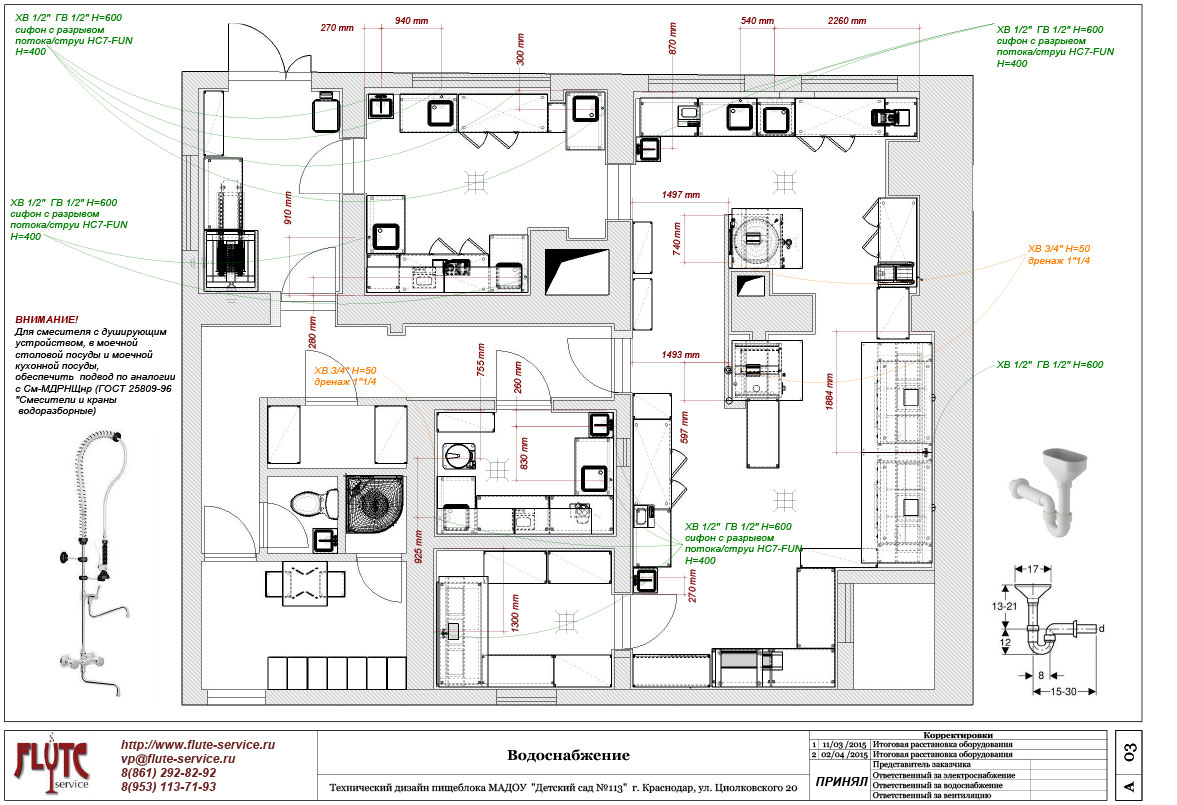 ХВ 1/2"  ГВ 1/2" H=600
сифон с разрывом
потока/струи HC7-FUN
H=400
270 mm
940 mm
300 mm
870 mm
540 mm
2260 mm
ХВ 1/2"  ГВ 1/2" H=600
сифон с разрывом
потока/струи HC7-FUN
H=400
ХВ 1/2"  ГВ 1/2" H=600
сифон с разрывом
потока/струи HC7-FUN
H=400
910 mm
1497 mm
740 mm
ХВ 3/4" H=50
дренаж 1"1/4
ВНИМАНИЕ!
Для смесителя с душирующим
устройством, в моечной
столовой посуды и моечной
кухонной посуды,
обеспечить  подвод по аналогии
с См-МДРНШнр (ГОСТ 25809-96
"Смесители и краны
водоразборные)
280 mm
755 mm
260 mm
1493 mm
ХВ 3/4" H=50
дренаж 1"1/4
ХВ 1/2"  ГВ 1/2" H=600
1884 mm
597 mm
830 mm
925 mm
ХВ 1/2"  ГВ 1/2" H=600
сифон с разрывом
потока/струи HC7-FUN
H=400
270 mm
1300 mm
17
13-21
12
d
8
15-30
FLUTE
service
http://www.flute-service.ru
vp@flute-service.ru
8(861) 292-82-92
8(953) 113-71-93
Водоснабжение
Технический дизайн пищеблока МАДОУ  "Детский сад №113"  г. Краснодар, ул. Циолковского 20
Корректировки
1 11/03 /2015 Итоговая расстановка оборудования
2 02/04 /2015 Итоговая расстановка оборудования
ПРИНЯЛ
Представитель заказчика
Ответственный за электроснабжение
Ответственный за водоснабжение
Ответственный за вентиляцию
А 03